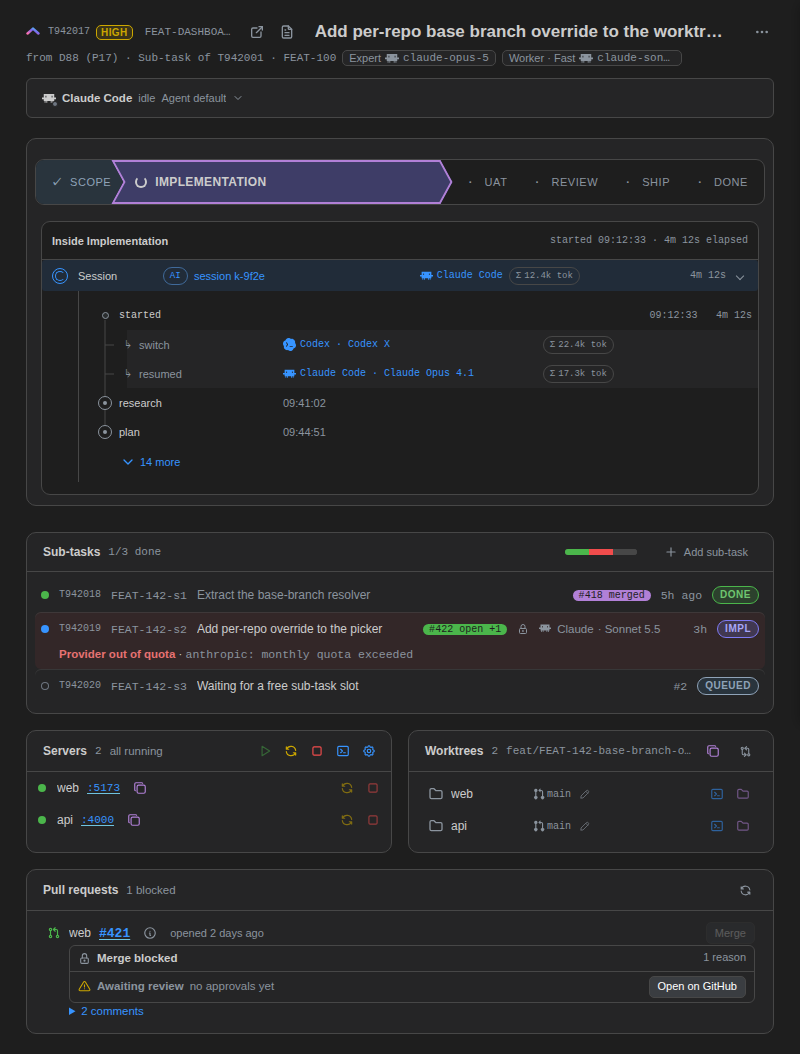 T942017 HIGH FEAT-DASHBOA… Add per-repo base branch override to the worktr…
from D88 (P17) · Sub-task of T942001 · FEAT-100 Expert claude-opus-5 Worker · Fast claude-son…
Claude Code idle Agent default
✓ SCOPE IMPLEMENTATION · UAT · REVIEW · SHIP · DONE
Inside Implementation started 09:12:33 · 4m 12s elapsed
Session AI session k-9f2e Claude Code Σ 12.4k tok 4m 12s
started 09:12:33 4m 12s
↳ switch Codex · Codex X Σ 22.4k tok
↳ resumed Claude Code · Claude Opus 4.1 Σ 17.3k tok
research 09:41:02
plan 09:44:51
14 more
Sub-tasks 1/3 done Add sub-task
T942018 FEAT-142-s1 Extract the base-branch resolver #418 merged 5h ago DONE
T942019 FEAT-142-s2 Add per-repo override to the picker #422 open +1 Claude · Sonnet 5.5 3h IMPL
Provider out of quota · anthropic: monthly quota exceeded
T942020 FEAT-142-s3 Waiting for a free sub-task slot #2 QUEUED
Servers 2 all running
web :5173
api :4000
Worktrees 2 feat/FEAT-142-base-branch-o…
web main
api main
Pull requests 1 blocked
web #421 opened 2 days ago Merge
Merge blocked 1 reason
Awaiting review no approvals yet Open on GitHub
2 comments